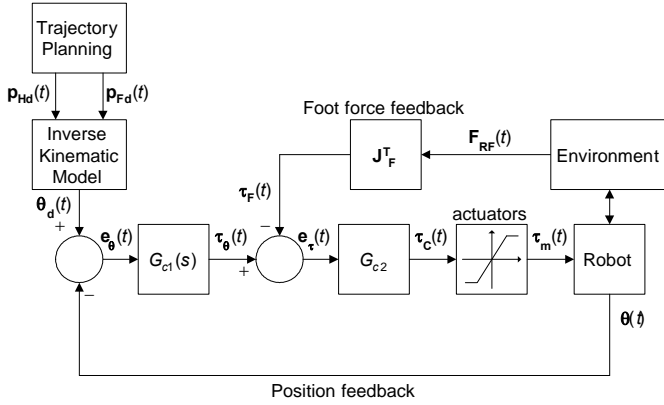 Trajectory
Planning
p_Hd(t) p_Fd(t)
Inverse
Kinematic
Model
θ_d(t)
Foot force feedback
J^T_F
F_RF(t)
Environment
τ_F(t)
+
−
e_θ(t)
G_c1(s)
τ_θ(t)
−
+
e_τ(t)
G_c2
τ_C(t)
actuators
τ_m(t)
Robot
θ(t)
Position feedback